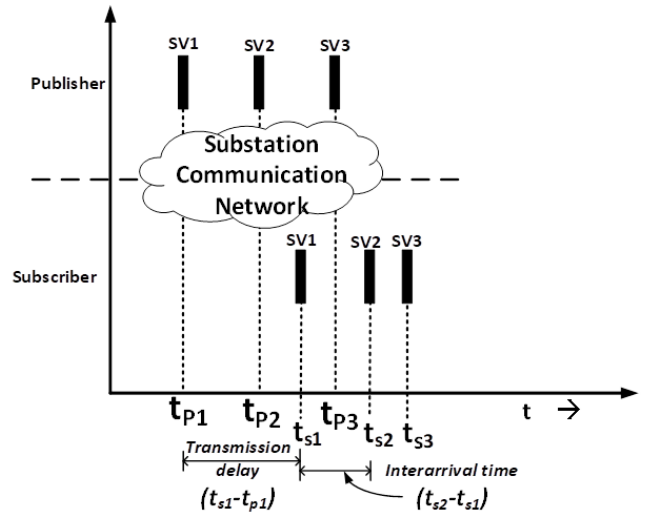 SV1 SV2 SV3
Publisher
Substation
Communication
Network
SV1 SV2 SV3
Subscriber
tP1 tP2 ts1 tP3 ts2 ts3 t →
Transmission
delay
(ts1-tp1)
Interarrival time
(ts2-ts1)